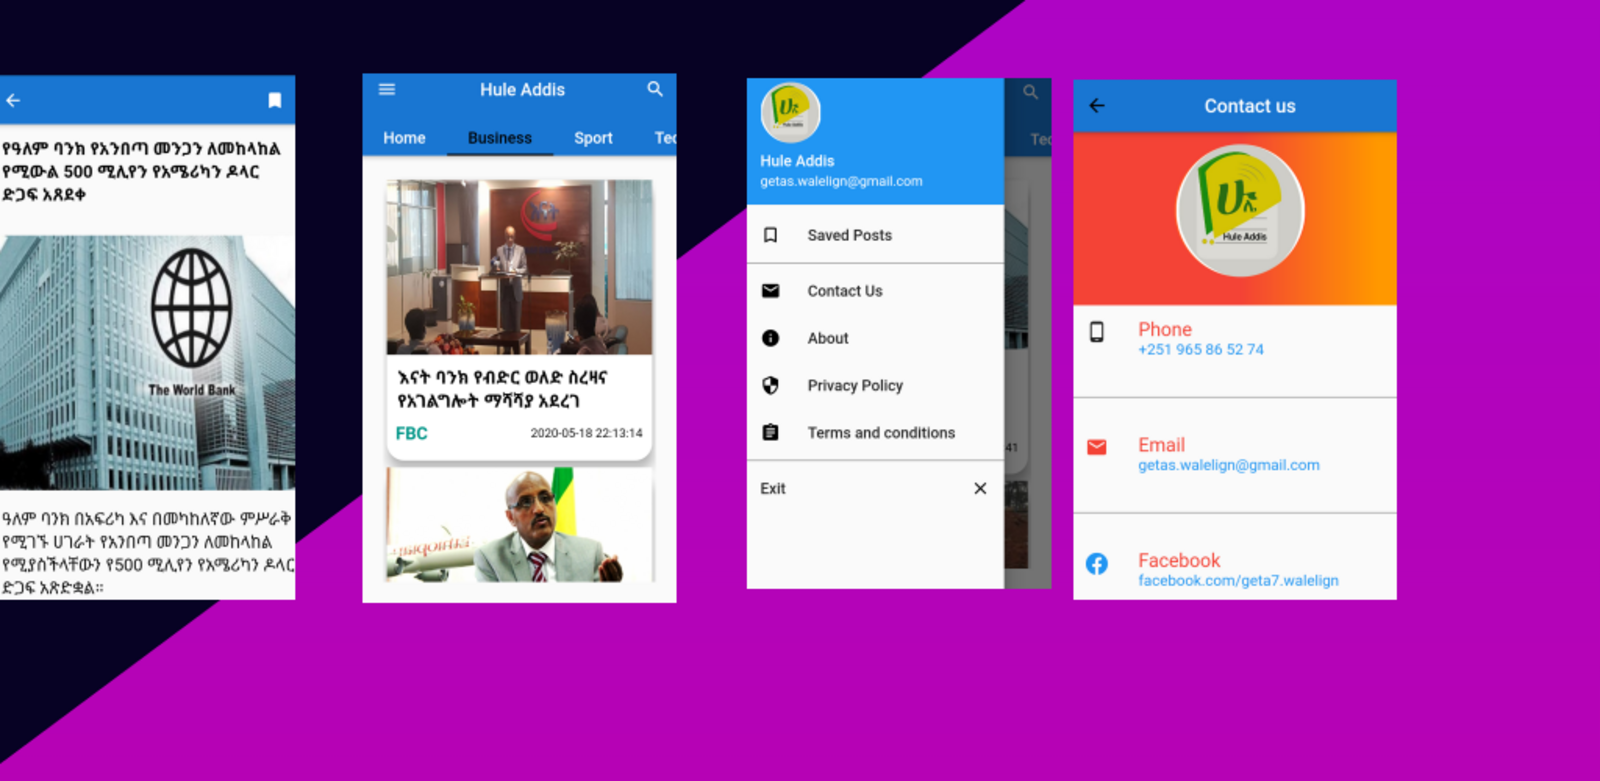 የዓለም ባንክ የአንበጣ መንጋን ለመከላከል
የሚውል 500 ሚሊየን የአሜሪካን ዶላር
ድጋፍ አጸደቀ
The World Bank
ዓለም ባንክ በአፍሪካ እና በመካከለኛው ምሥራቅ
የሚገኙ ሀገራት የአንበጣ መንጋን ለመከላከል
የሚያስችላቸውን የ500 ሚሊየን የአሜሪካን ዶላር
ድጋፍ አጽድቋል።
Hule Addis
Home Business Sport Tec
እናት ባንክ የብድር ወለድ ስረዛና
የአገልግሎት ማሻሻያ አደረገ
FBC 2020-05-18 22:13:14
Hule Addis
getas.walelign@gmail.com
Tec
Saved Posts
Contact Us
About
Privacy Policy
Terms and conditions
41
Exit
Contact us
ሁሌ
Hule Addis
Phone
+251 965 86 52 74
Email
getas.walelign@gmail.com
Facebook
facebook.com/geta7.walelign